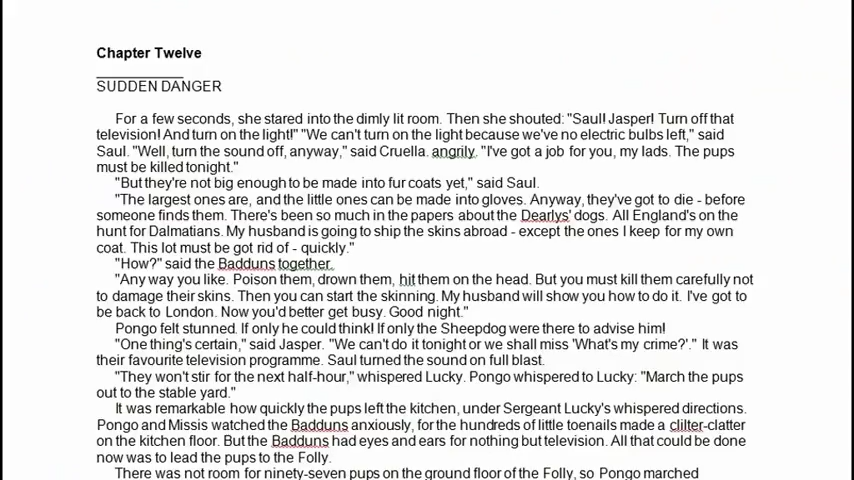 Chapter Twelve
SUDDEN DANGER
For a few seconds, she stared into the dimly lit room. Then she shouted: "Saul! Jasper! Turn off that
television! And turn on the light!" "We can't turn on the light because we've no electric bulbs left," said
Saul. "Well, turn the sound off, anyway," said Cruella. angrily. "I've got a job for you, my lads. The pups
must be killed tonight."
"But they're not big enough to be made into fur coats yet," said Saul.
"The largest ones are, and the little ones can be made into gloves. Anyway, they've got to die - before
someone finds them. There's been so much in the papers about the Dearlys' dogs. All England's on the
hunt for Dalmatians. My husband is going to ship the skins abroad - except the ones I keep for my own
coat. This lot must be got rid of - quickly."
"How?" said the Badduns together.
"Any way you like. Poison them, drown them, hit them on the head. But you must kill them carefully not
to damage their skins. Then you can start the skinning. My husband will show you how to do it. I've got to
be back to London. Now you'd better get busy. Good night."
Pongo felt stunned. If only he could think! If only the Sheepdog were there to advise him!
"One thing's certain," said Jasper. "We can't do it tonight or we shall miss 'What's my crime?'." It was
their favourite television programme. Saul turned the sound on full blast.
"They won't stir for the next half-hour," whispered Lucky. Pongo whispered to Lucky: "March the pups
out to the stable yard."
It was remarkable how quickly the pups left the kitchen, under Sergeant Lucky's whispered directions.
Pongo and Missis watched the Badduns anxiously, for the hundreds of little toenails made a clilter-clatter
on the kitchen floor. But the Badduns had eyes and ears for nothing but television. All that could be done
now was to lead the pups to the Folly.
There was not room for ninety-seven pups on the ground floor of the Folly, so Pongo marched